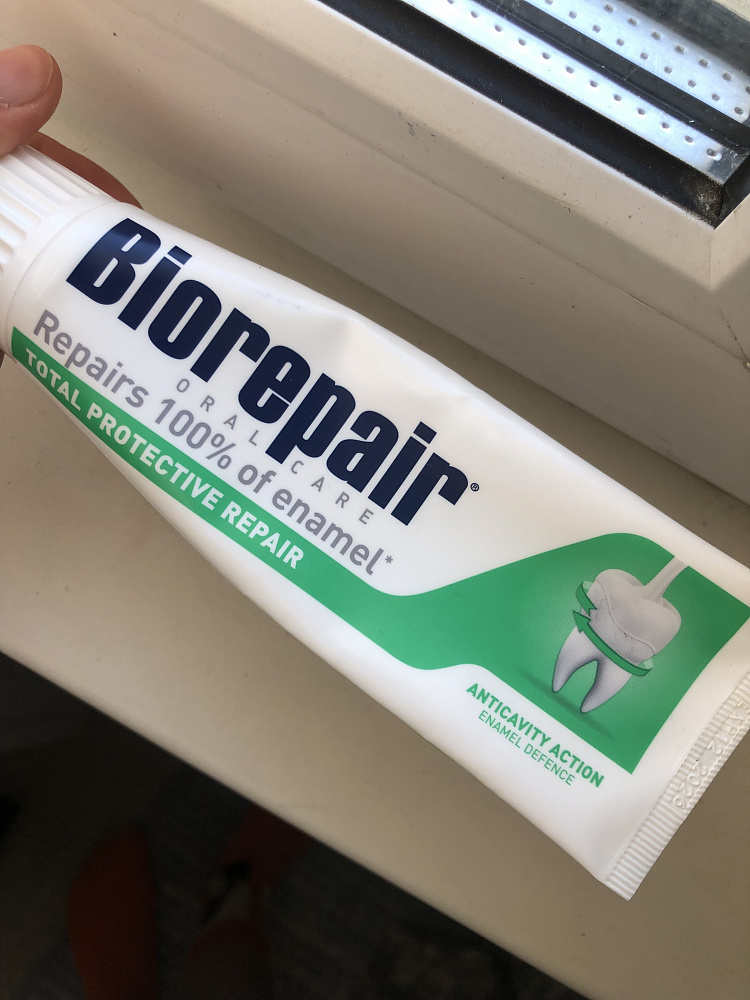 Biorepair®
ORAL CARE
Repairs 100% of enamel*
TOTAL PROTECTIVE REPAIR
ANTICAVITY ACTION
ENAMEL DEFENCE